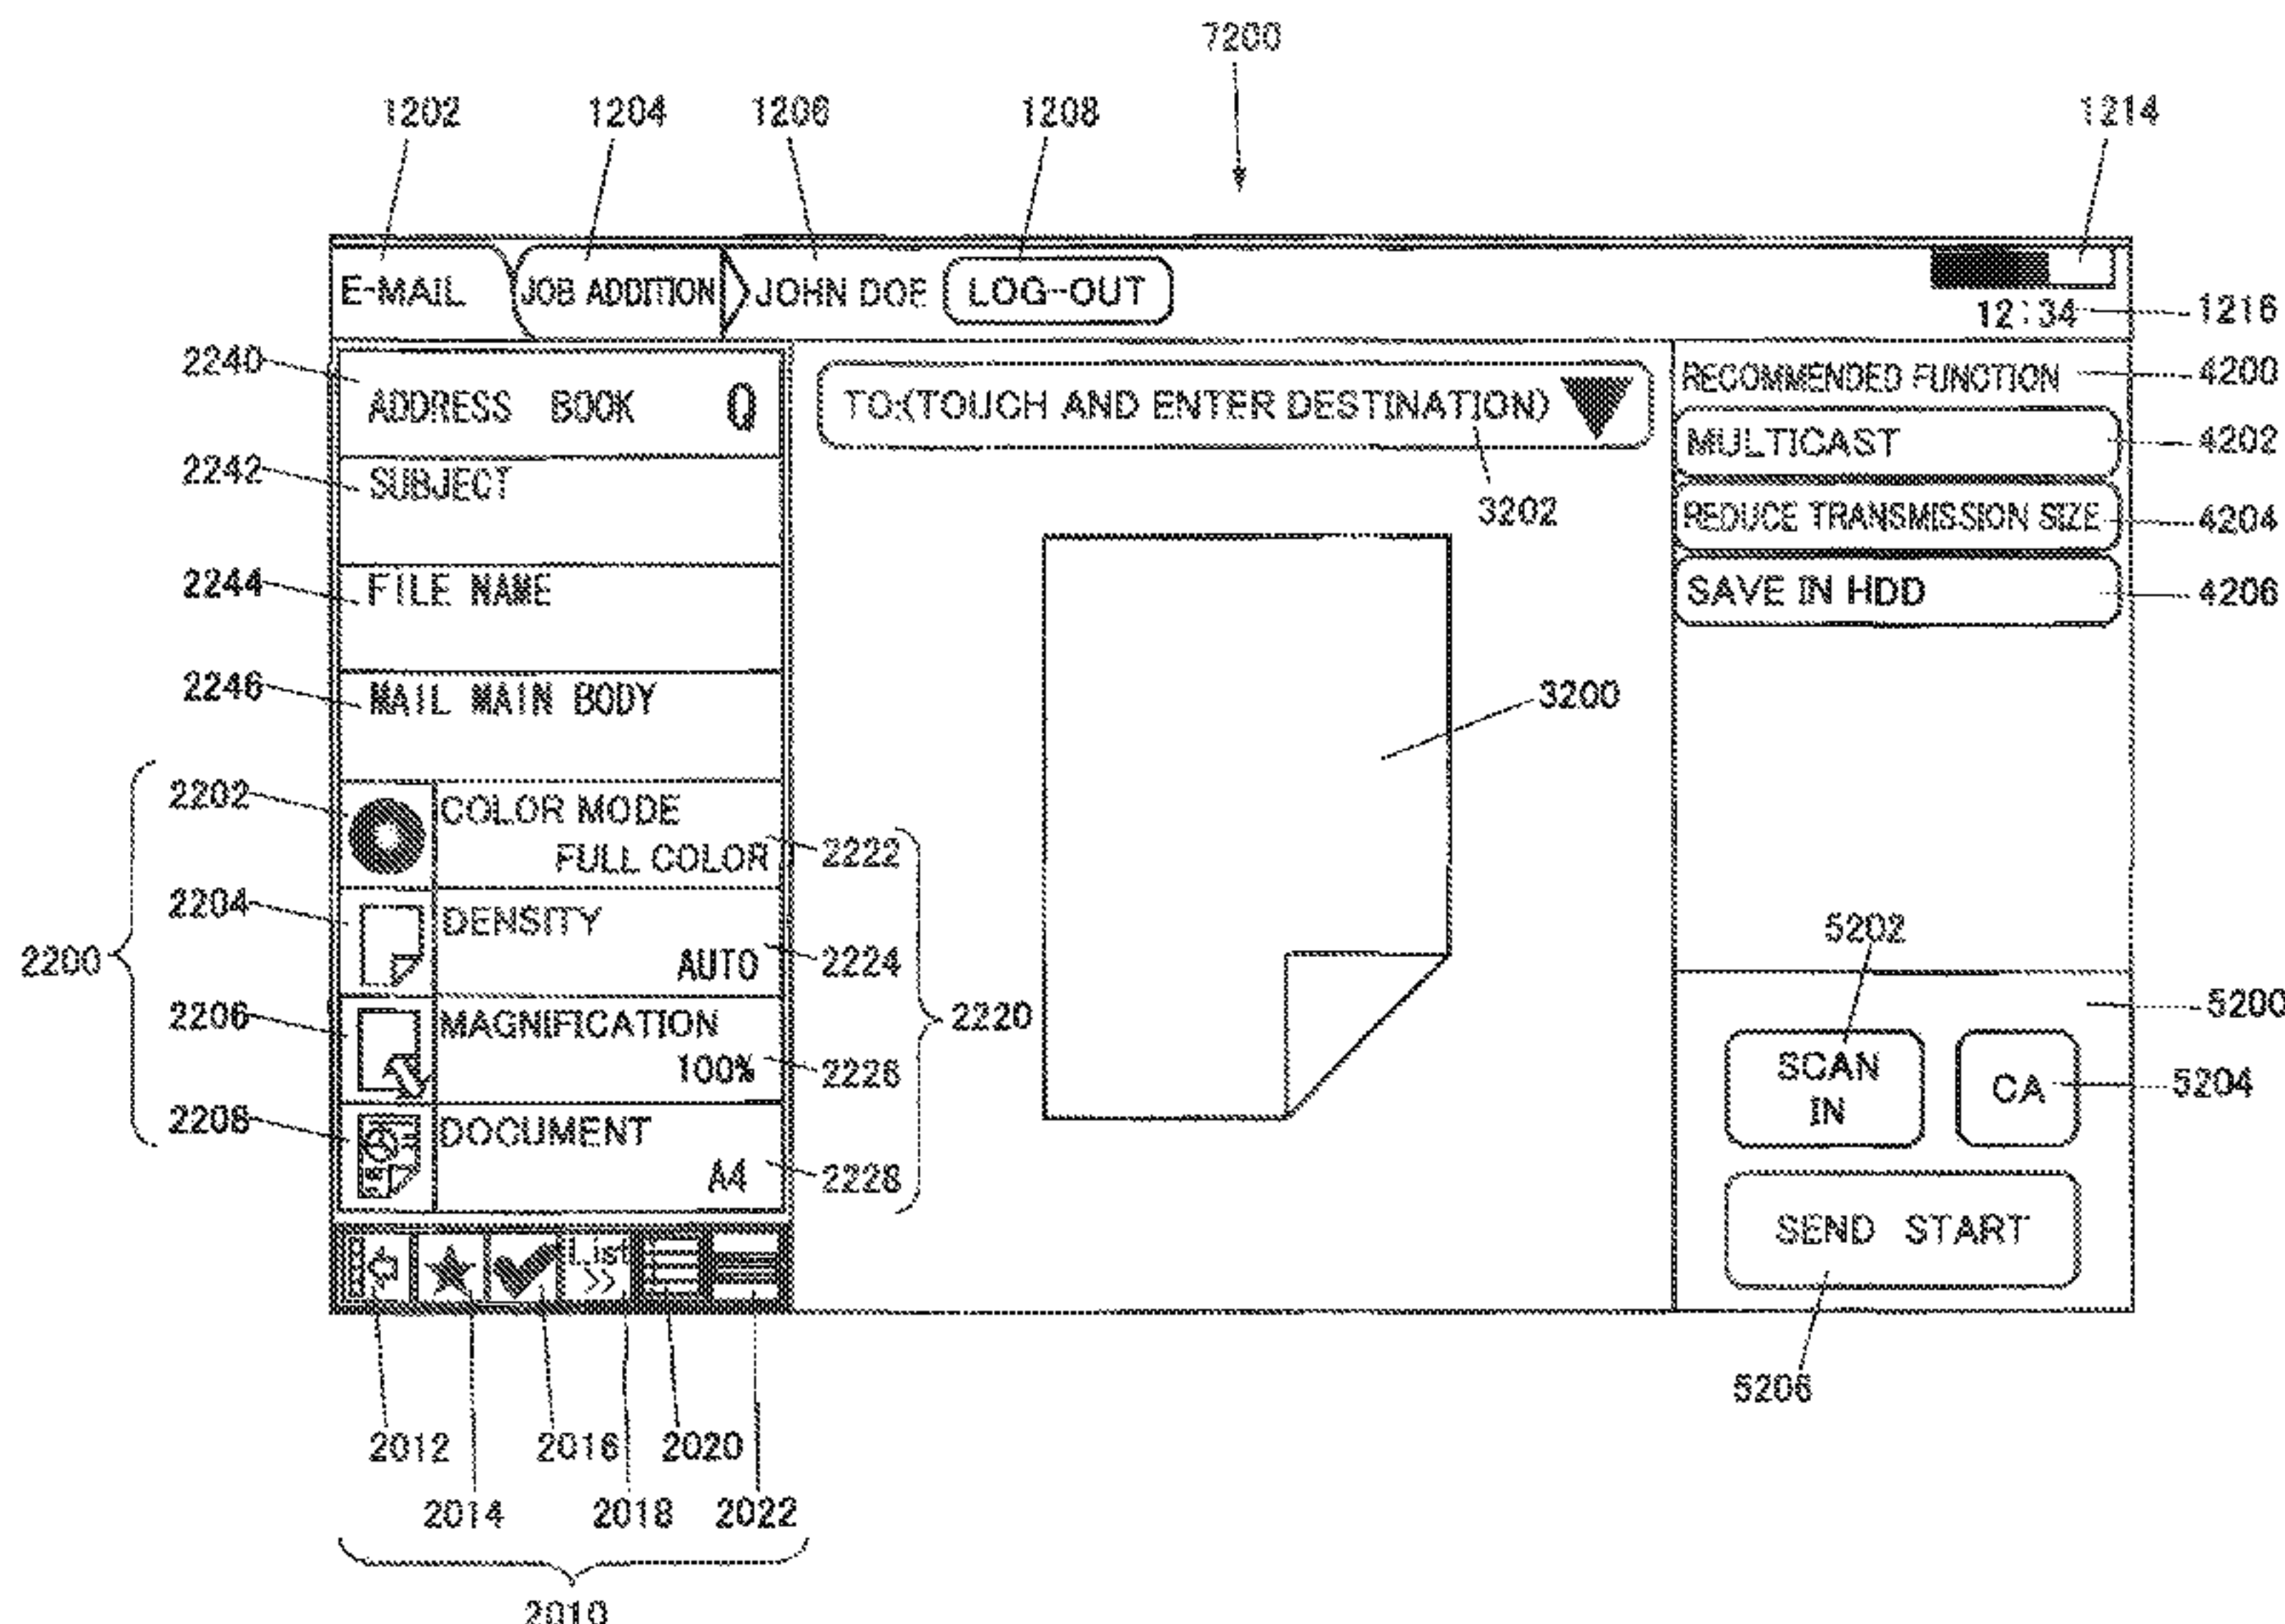 7200
1202 1204 1206 1208 1214
E-MAIL JOB ADDITION JOHN DOE LOG-OUT
12:34 1216
2240 ADDRESS BOOK
TO:(TOUCH AND ENTER DESTINATION)
3202
RECOMMENDED FUNCTION 4200
MULTICAST 4202
REDUCE TRANSMISSION SIZE 4204
SAVE IN HDD 4206
2242 SUBJECT
2244 FILE NAME
2246 MAIL MAIN BODY
3200
2200
2202 COLOR MODE
FULL COLOR 2222
2204 DENSITY
AUTO 2224
2206 MAGNIFICATION
100% 2226
2208 DOCUMENT
A4 2228
2220
5202
5200
SCAN
IN
CA 5204
SEND START
5206
List
>>
2012 2016 2020
2014 2018 2022
2010